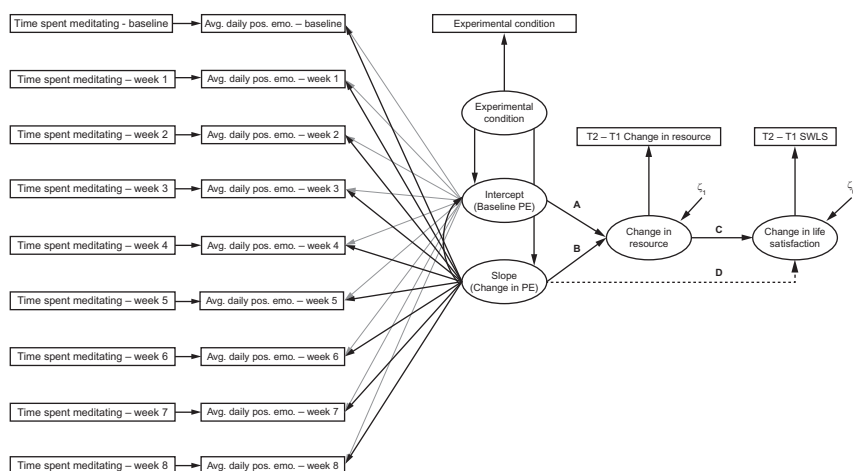 Time spent meditating - baseline
Avg. daily pos. emo. – baseline
Experimental condition
Time spent meditating – week 1
Avg. daily pos. emo. – week 1
Experimental
condition
Time spent meditating – week 2
Avg. daily pos. emo. – week 2
T2 – T1 Change in resource
T2 – T1 SWLS
Time spent meditating – week 3
Avg. daily pos. emo. – week 3
Intercept
(Baseline PE)
A
ζ1
ζ
Time spent meditating – week 4
Avg. daily pos. emo. – week 4
Change in
resource
C
Change in life
satisfaction
Slope
(Change in PE)
B
D
Time spent meditating – week 5
Avg. daily pos. emo. – week 5
Time spent meditating – week 6
Avg. daily pos. emo. – week 6
Time spent meditating – week 7
Avg. daily pos. emo. – week 7
Time spent meditating – week 8
Avg. daily pos. emo. – week 8